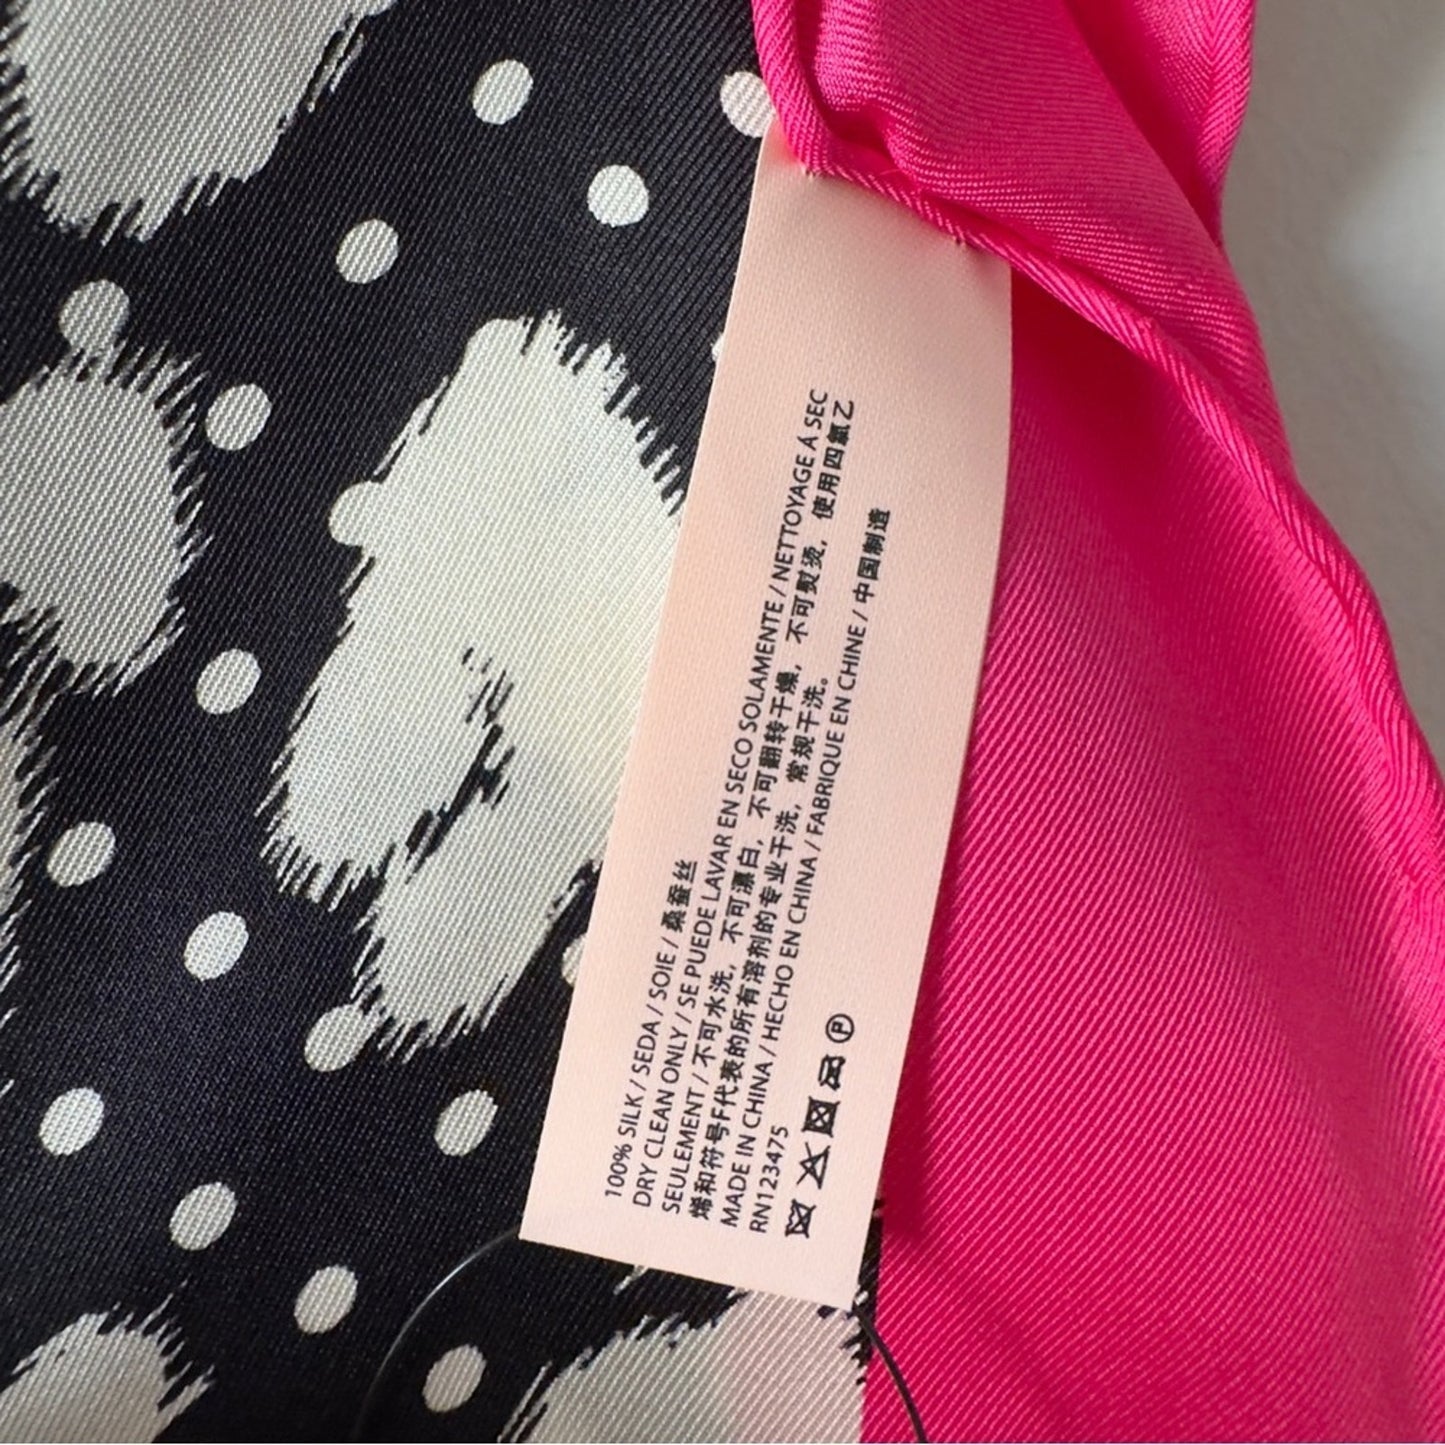 100% SILK / SEDA / SOIE / 桑蚕丝
DRY CLEAN ONLY / SE PUEDE LAVAR EN SECO SOLAMENTE / NETTOYAGE Á SEC
SEULEMENT / 不可水洗，不可漂白，不可翻转干燥，不可熨烫，使用四氯乙
烯和符号F代表的所有溶剂的专业干洗，常规干洗。
MADE IN CHINA / HECHO EN CHINA / FABRIQUE EN CHINE / 中国制造
RN123475
P